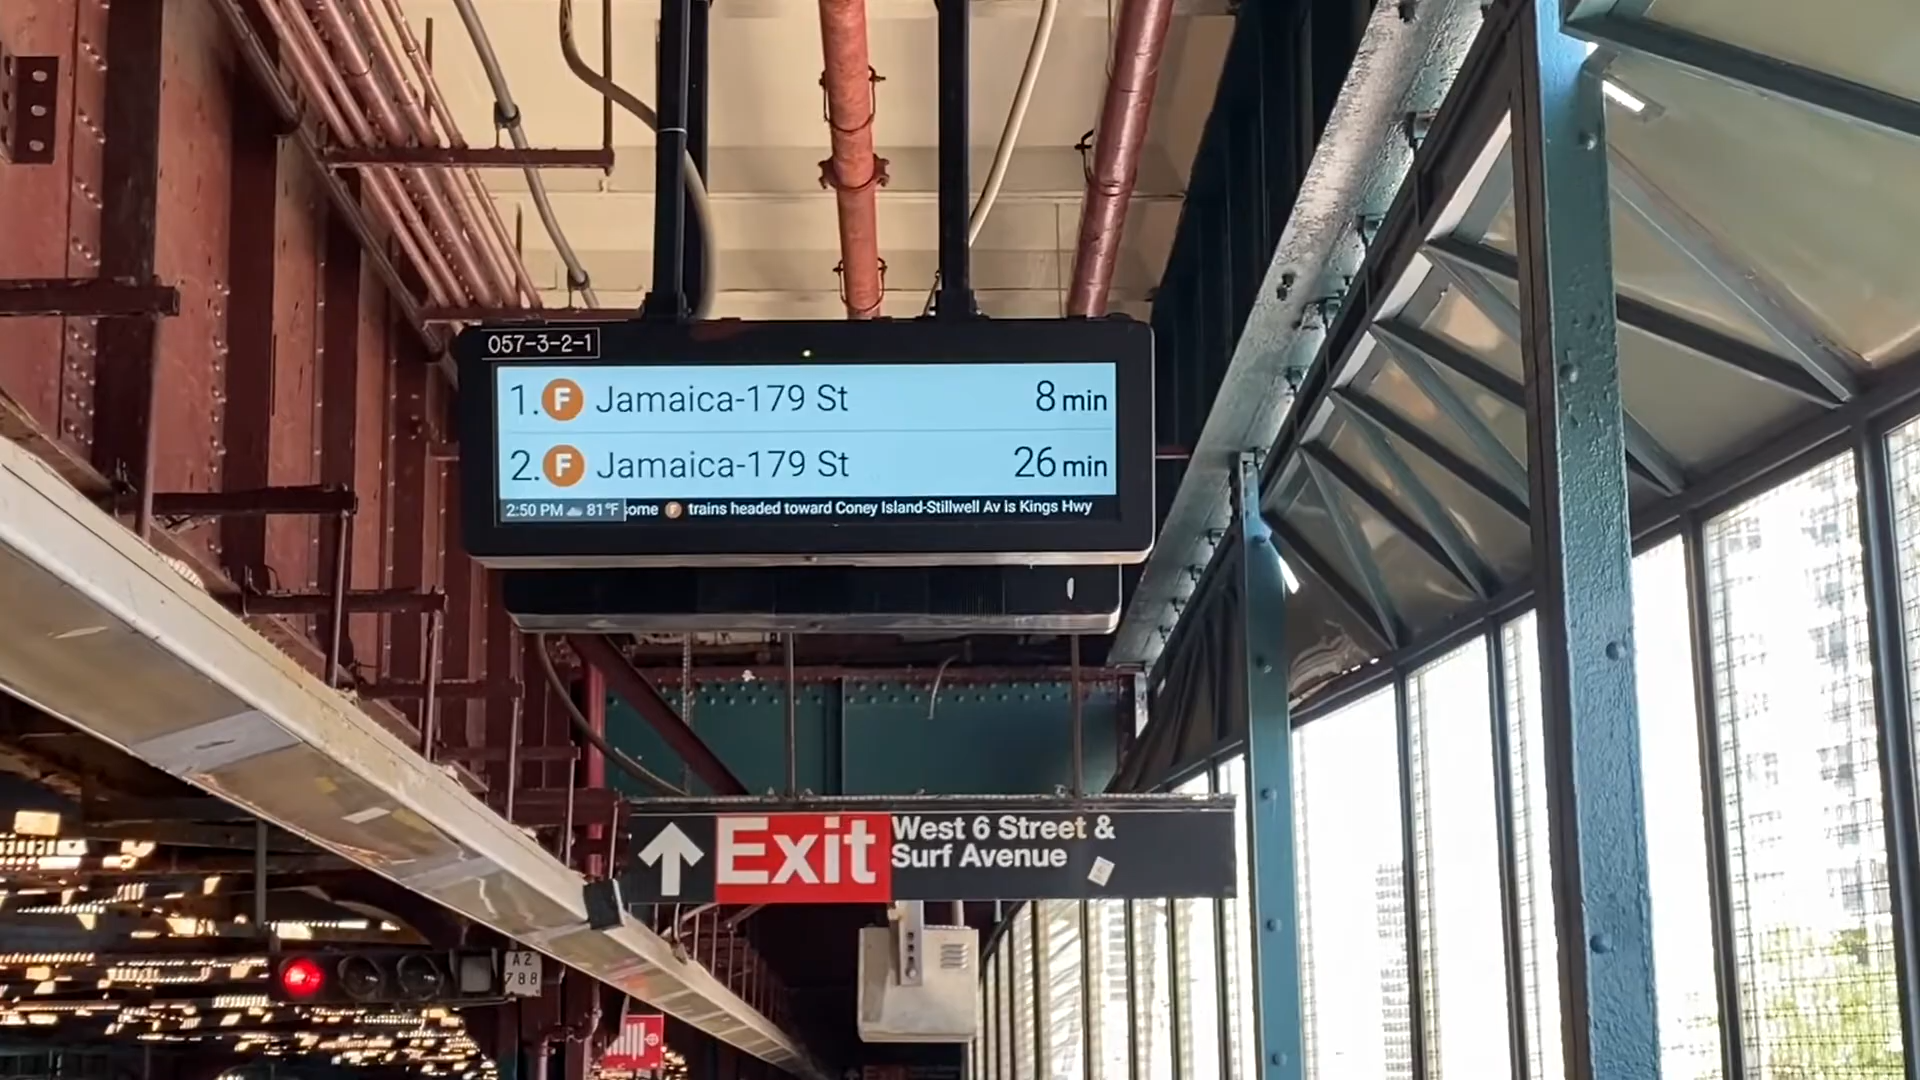 057-3-2-1
1. F Jamaica-179 St 8 min
2. F Jamaica-179 St 26 min
2:50 PM 81°F ome F trains headed toward Coney Island-Stillwell Av is Kings Hwy
Exit West 6 Street &
Surf Avenue
A2
788